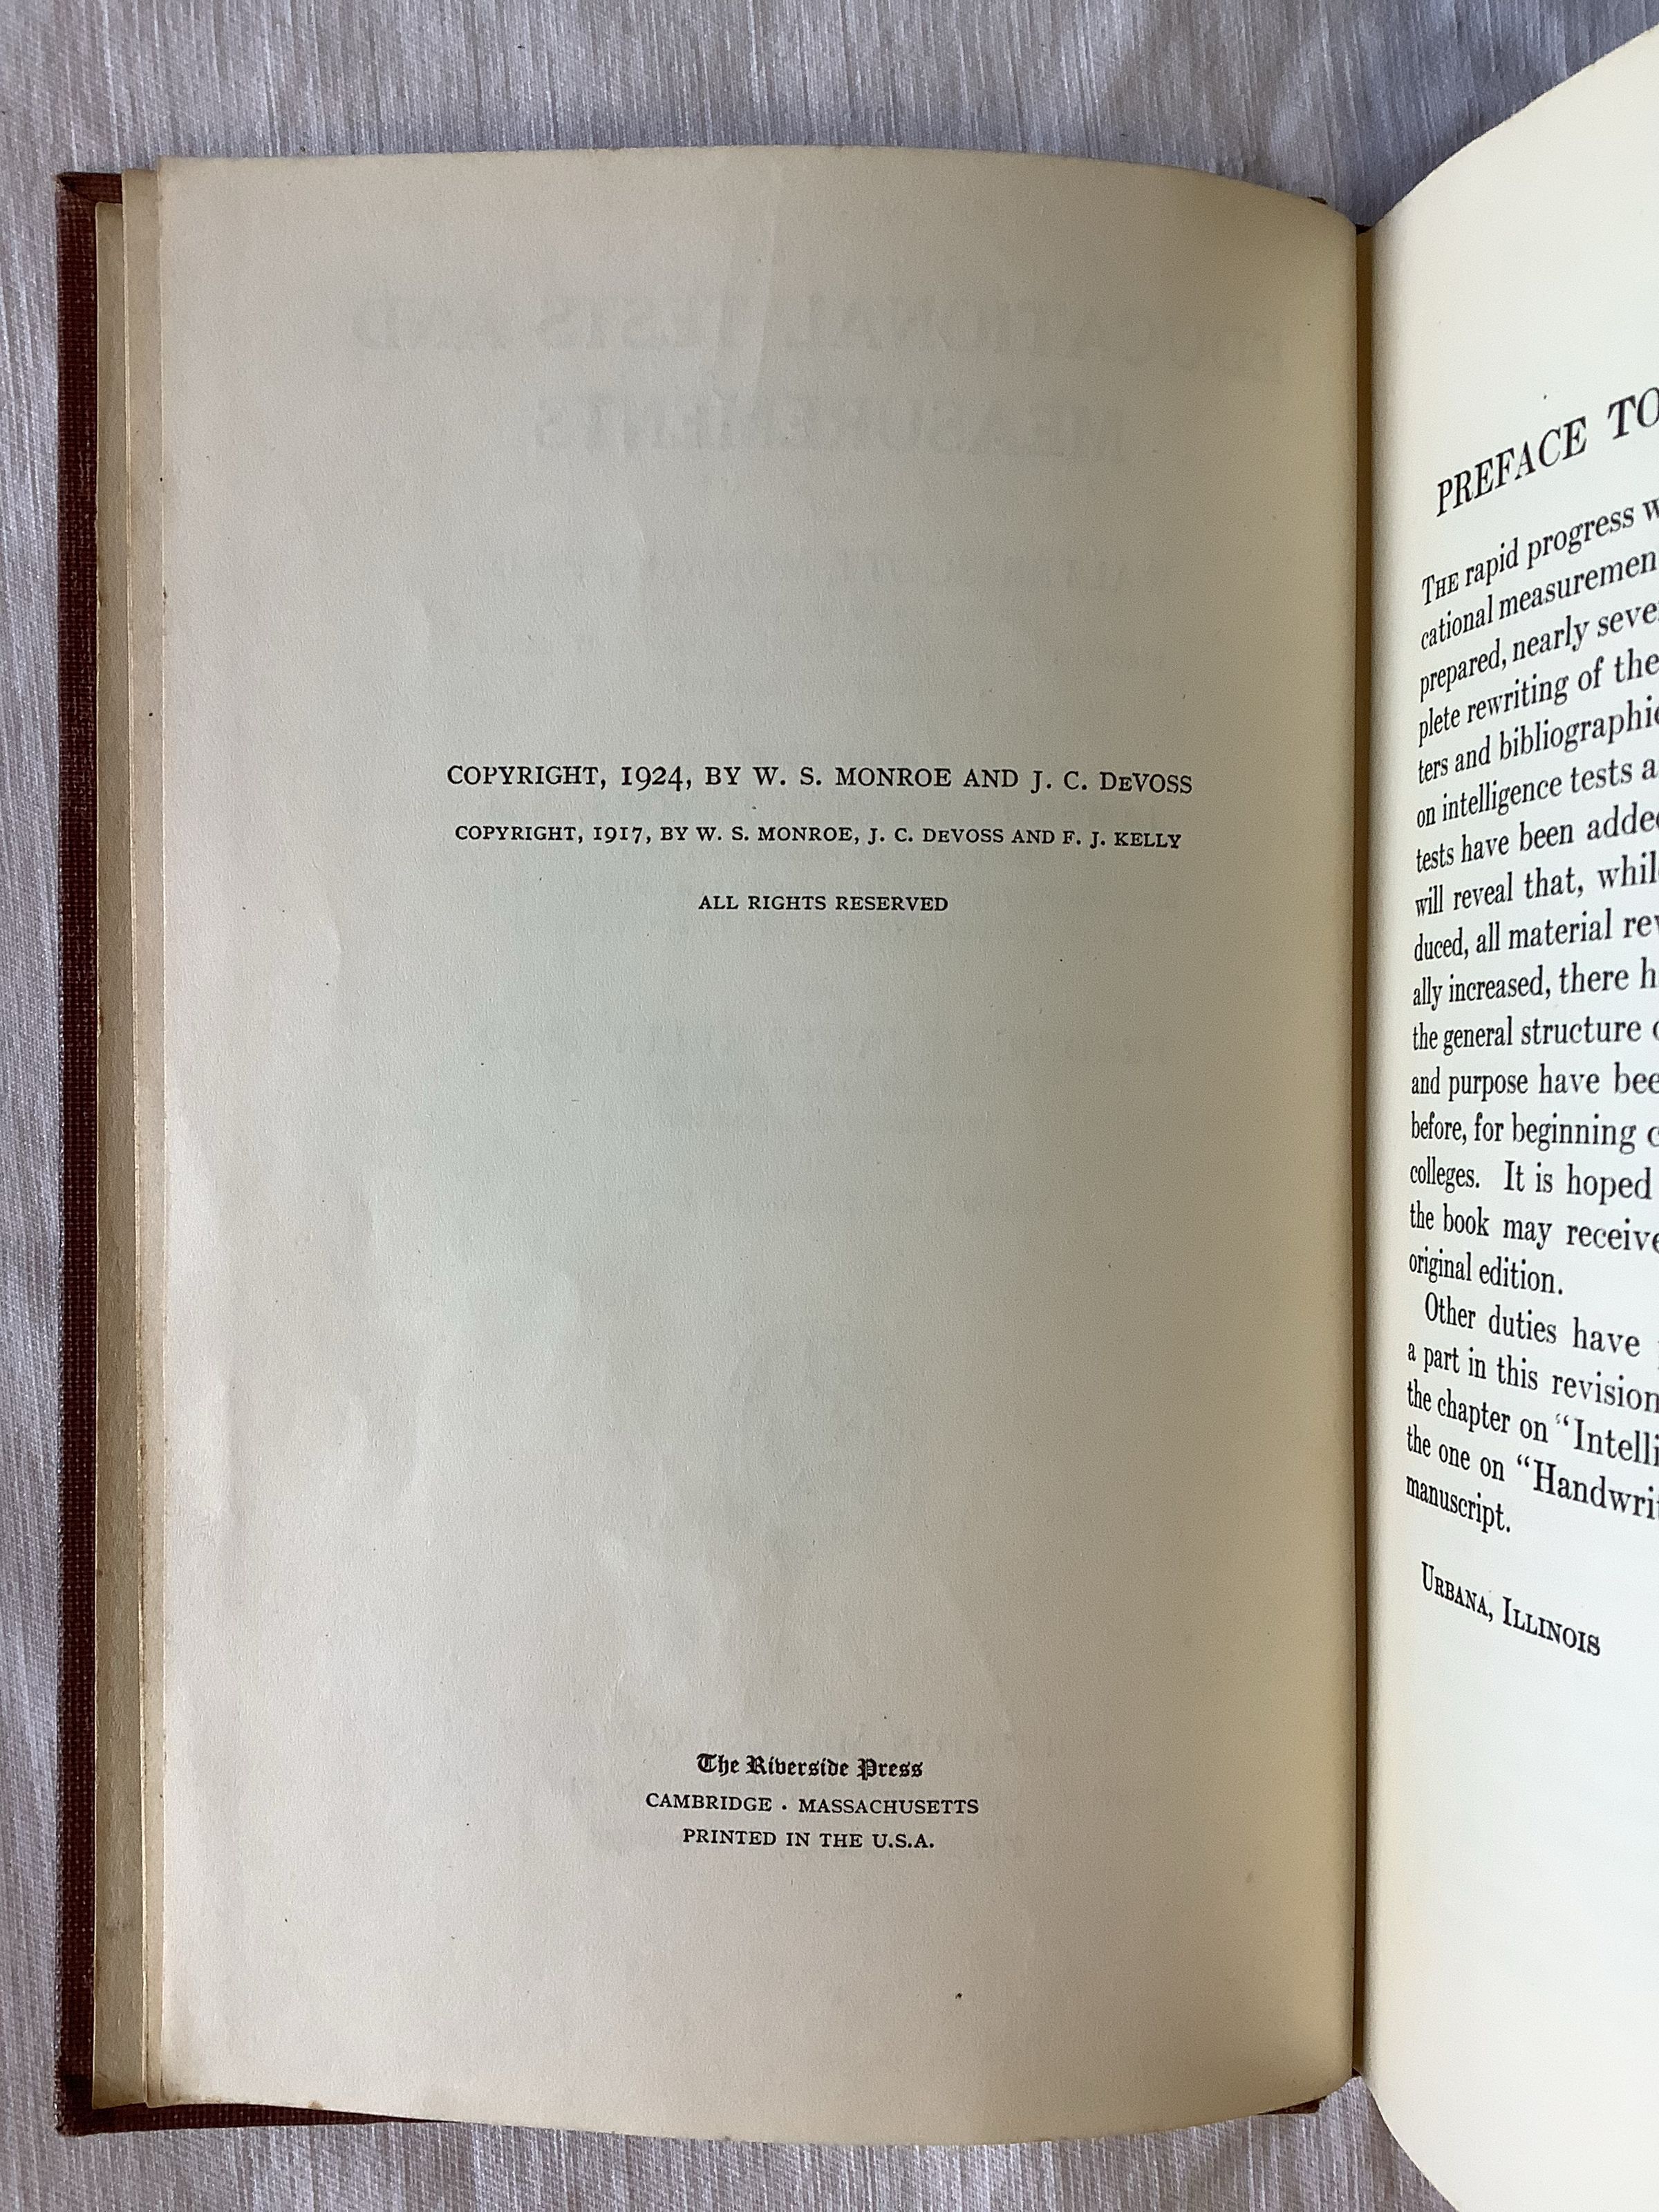 COPYRIGHT, 1924, BY W. S. MONROE AND J. C. DeVOSS
COPYRIGHT, 1917, BY W. S. MONROE, J. C. DeVOSS AND F. J. KELLY
ALL RIGHTS RESERVED
The Riverside Press
CAMBRIDGE · MASSACHUSETTS
PRINTED IN THE U.S.A.
PREFACE TO
THE rapid progress
cational measuremen
prepared, nearly seve
plete rewriting of the
ters and bibliographi
on intelligence tests
tests have been adde
will reveal that, whil
duced, all material re
ally increased, there h
the general structure
and purpose have bee
before, for beginning
colleges. It is hoped
the book may receive
original edition.
Other duties have
a part in this revision
the chapter on "Intelli
the one on "Handwrit
manuscript.
URBANA, ILLINOIS